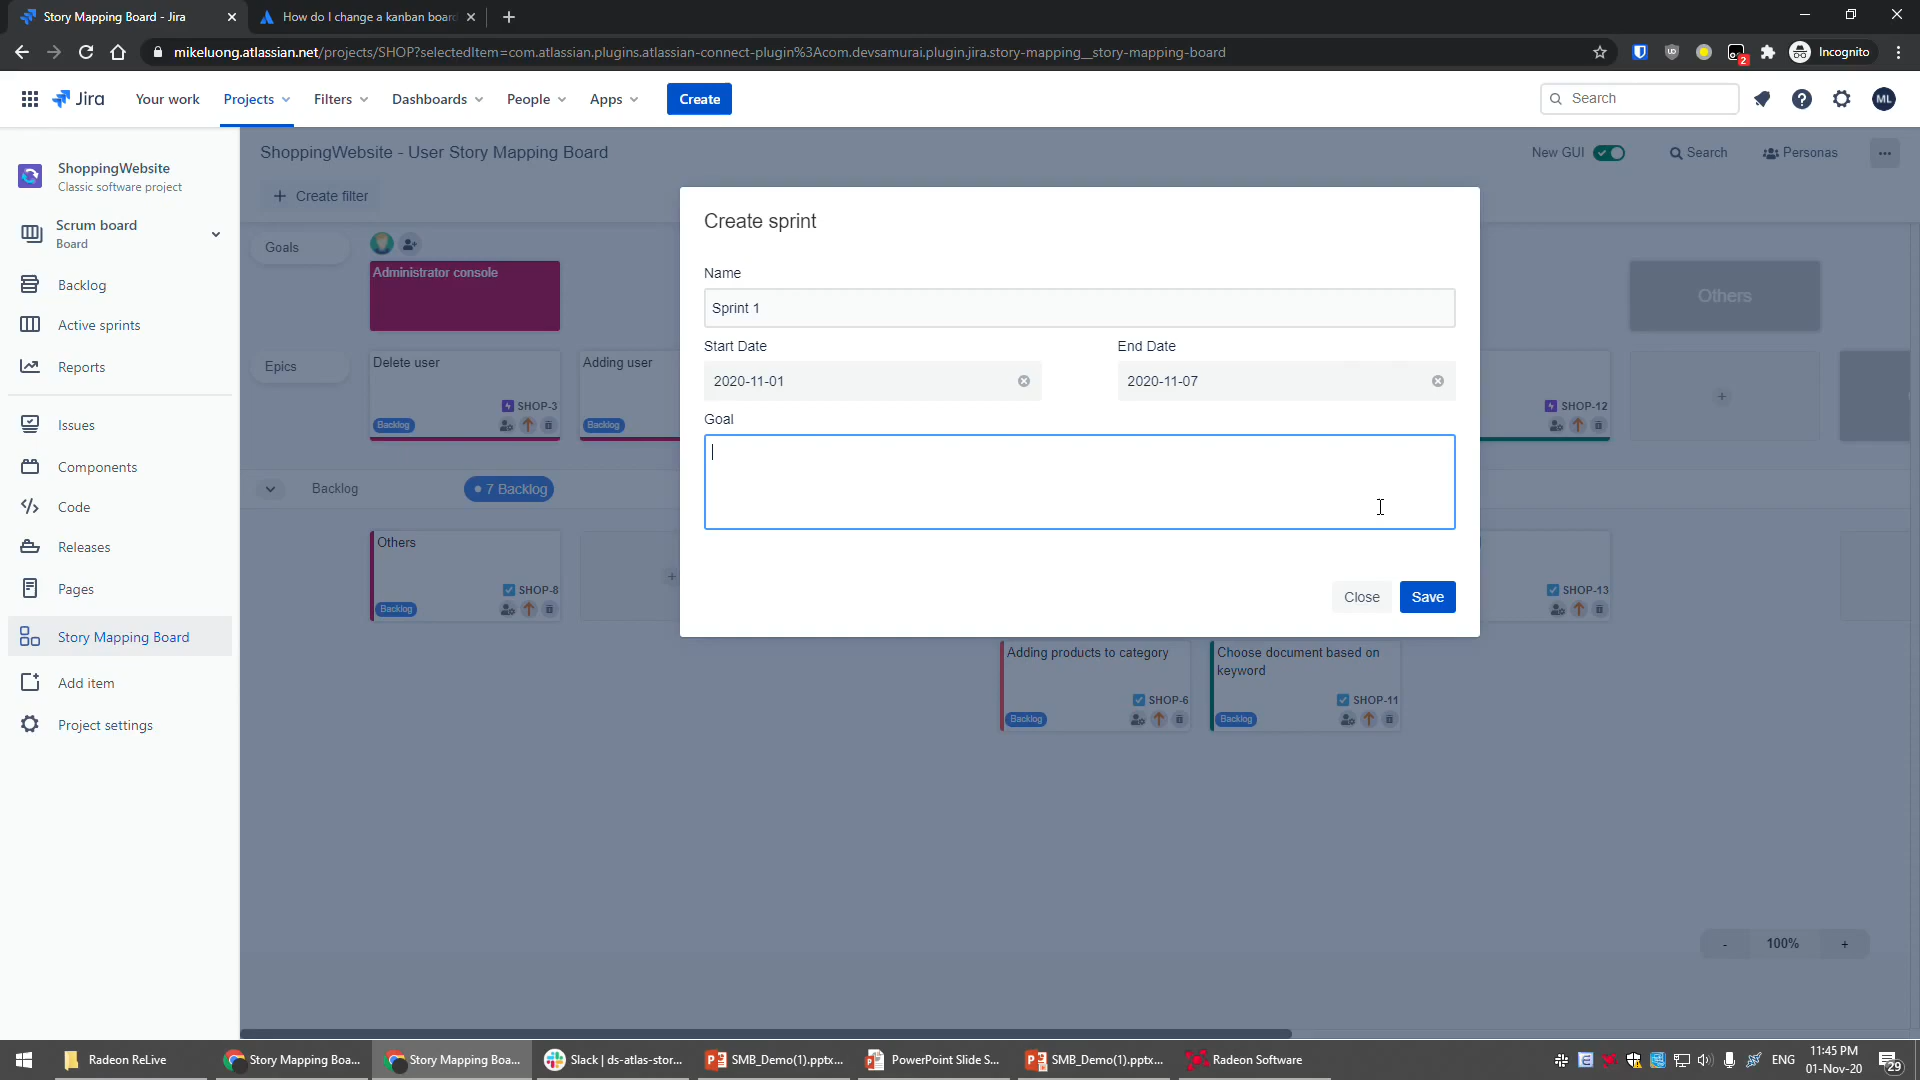 Story Mapping Board - Jira
How do I change a kanban board
mikeluong.atlassian.net/projects/SHOP?selectedItem=com.atlassian.plugins.atlassian-connect-plugin%3Acom.devsamurai.plugin.jira.story-mapping__story-mapping-board
2
Incognito
Jira
Your work
Projects
Filters
Dashboards
People
Apps
Create
Search
ML
ShoppingWebsite
Classic software project
Scrum board
Board
Backlog
Active sprints
Reports
Issues
Components
Code
Releases
Pages
Story Mapping Board
Add item
Project settings
ShoppingWebsite - User Story Mapping Board
New GUI
Search
Personas
Create filter
Goals
Administrator console
Others
Epics
Delete user
SHOP-3
Backlog
Adding user
Backlog
SHOP-12
Backlog
7 Backlog
Others
SHOP-8
Backlog
SHOP-13
Adding products to category
SHOP-6
Backlog
Choose document based on
keyword
SHOP-11
Backlog
Create sprint
Name
Sprint 1
Start Date
End Date
2020-11-01
2020-11-07
Goal
Close
Save
- 100% +
Radeon ReLive
Story Mapping Boa...
Story Mapping Boa...
Slack | ds-atlas-stor...
SMB_Demo(1).pptx...
PowerPoint Slide S...
SMB_Demo(1).pptx...
Radeon Software
ENG
11:45 PM
01-Nov-20
29